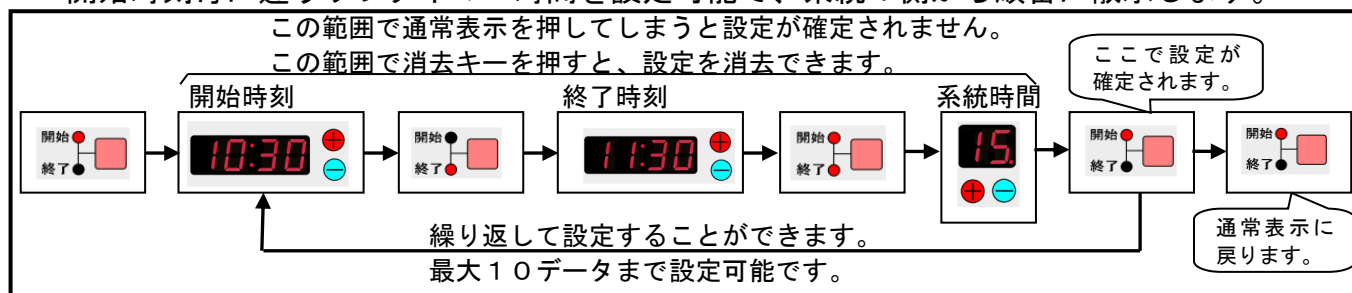 この範囲で通常表示を押してしまうと設定が確定されません。
この範囲で消去キーを押すと、設定を消去できます。
ここで設定が
確定されます。
開始時刻
終了時刻
系統時間
開始
終了
10:30
開始
終了
11:30
開始
終了
15.
開始
終了
開始
終了
繰り返して設定することができます。
最大10データまで設定可能です。
通常表示に
戻ります。